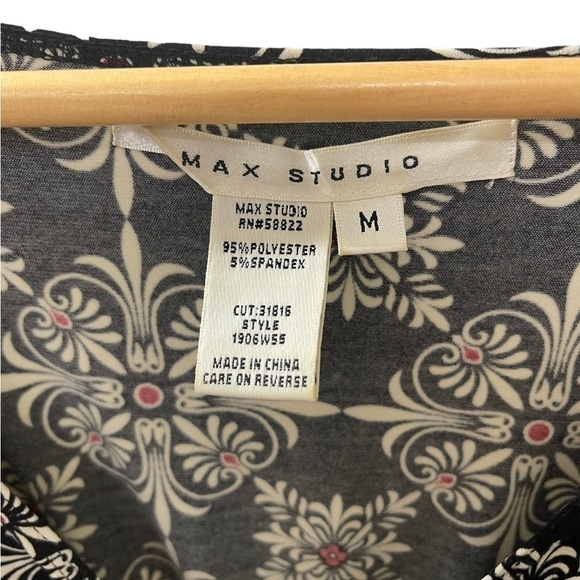 MAX STUDIO
MAX STUDIO
RN#58822
95%POLYESTER
5%SPANDEX
CUT:31816
STYLE
1906W55
MADE IN CHINA
CARE ON REVERSE
M